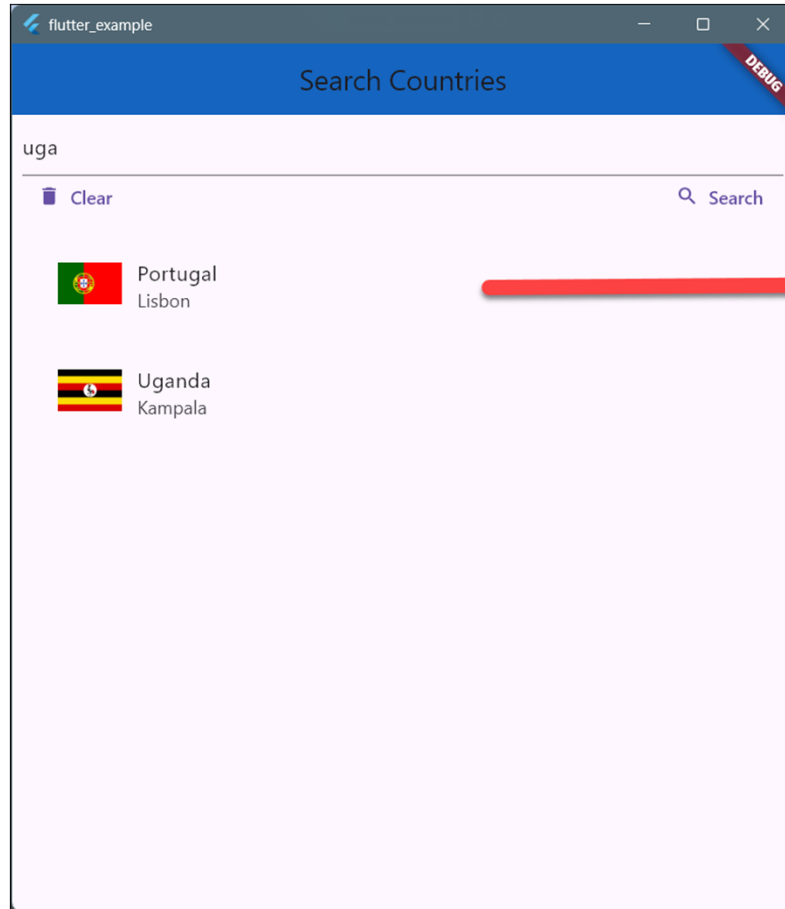 flutter_example
DEBUG
Search Countries
uga
Clear
Search
Portugal
Lisbon
Uganda
Kampala